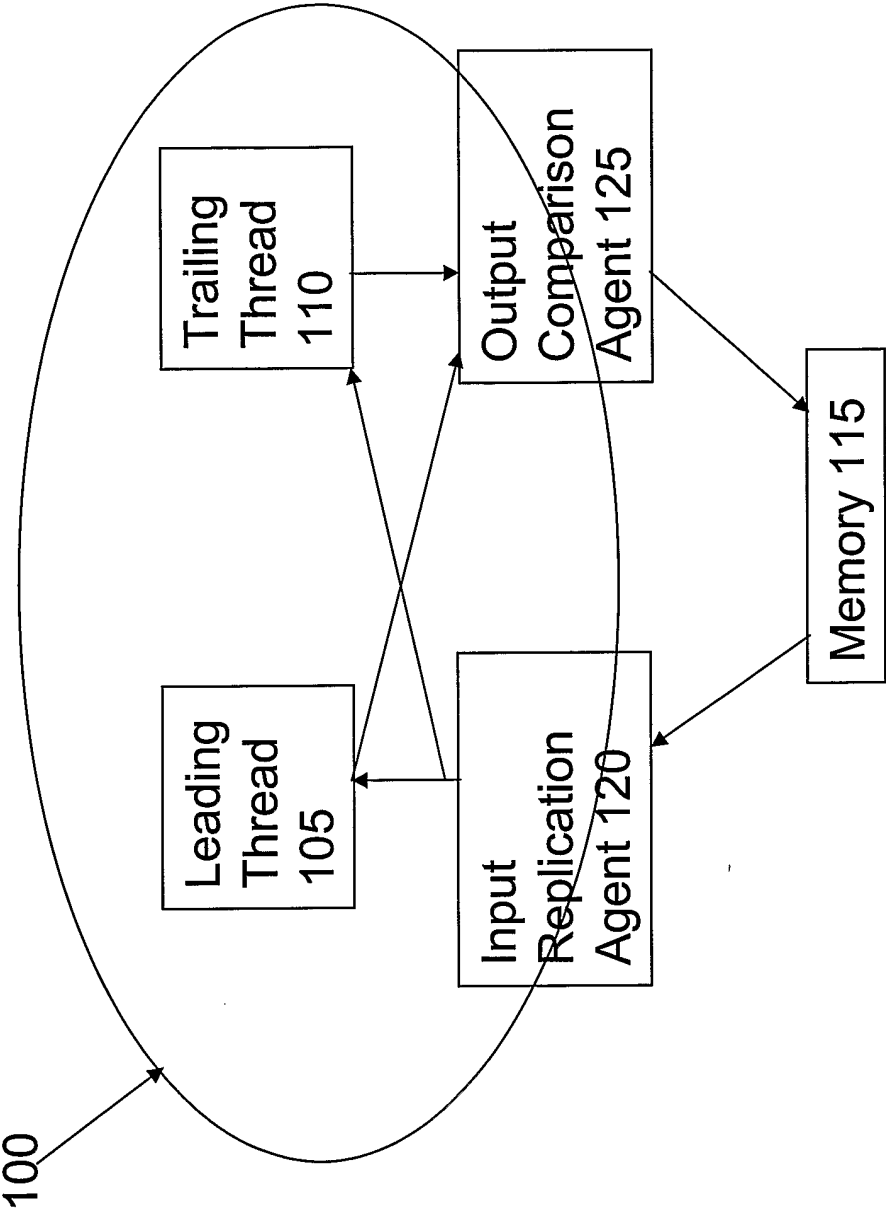 100
Leading
Thread
105
Trailing
Thread
110
Input
Replication
Agent 120
Output
Comparison
Agent 125
Memory 115